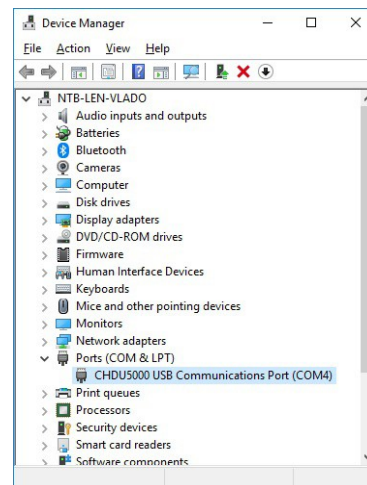 Device Manager
File Action View Help
NTB-LEN-VLADO
Audio inputs and outputs
Batteries
Bluetooth
Cameras
Computer
Disk drives
Display adapters
DVD/CD-ROM drives
Firmware
Human Interface Devices
Keyboards
Mice and other pointing devices
Monitors
Network adapters
Ports (COM & LPT)
CHDU5000 USB Communications Port (COM4)
Print queues
Processors
Security devices
Smart card readers
Software components